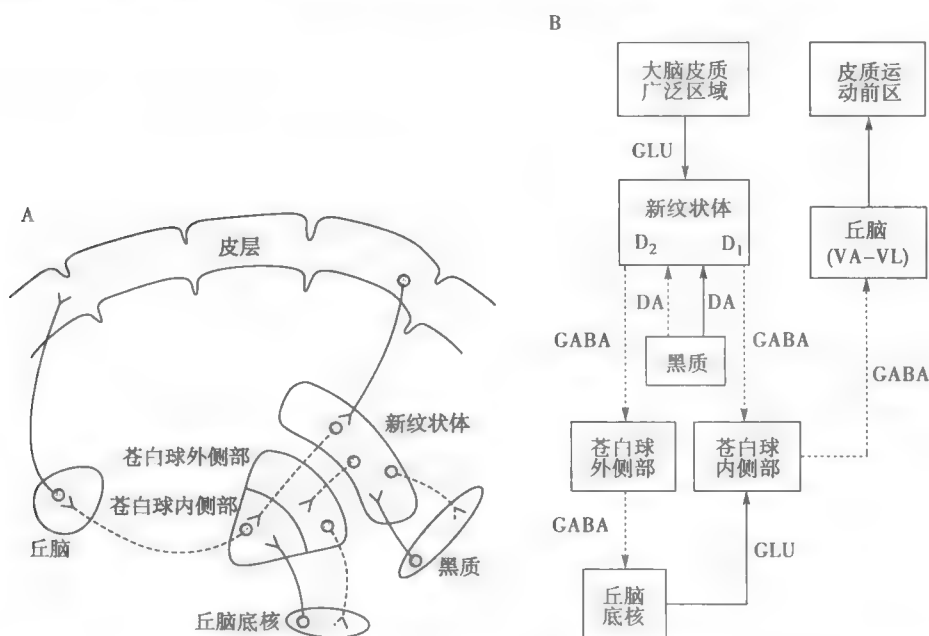 A
皮层
新纹状体
苍白球外侧部
苍白球内侧部
丘脑
黑质
丘脑底核
B
大脑皮质
广泛区域
皮质运
动前区
GLU
新纹状体
D₂ D₁
丘脑
(VA-VL)
DA DA
GABA
黑质
GABA
GABA
苍白球
外侧部
苍白球
内侧部
GABA
GLU
丘脑
底核